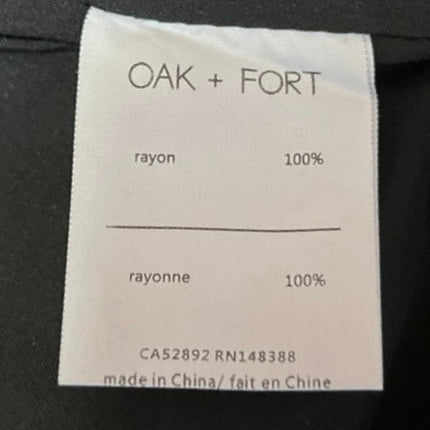 OAK + FORT
rayon 100%
rayonne 100%
CA52892 RN148388
made in China/ fait en Chine